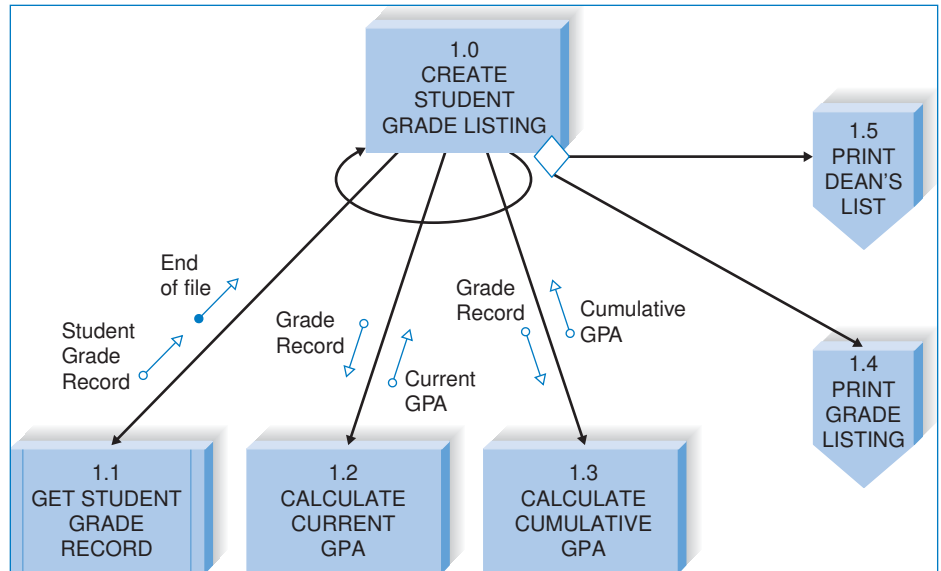 1.0
CREATE
STUDENT
GRADE LISTING
1.5
PRINT
DEAN'S
LIST
End
of file
Student
Grade
Record
Grade
Record
Current
GPA
Grade
Record
Cumulative
GPA
1.4
PRINT
GRADE
LISTING
1.1
GET STUDENT
GRADE
RECORD
1.2
CALCULATE
CURRENT
GPA
1.3
CALCULATE
CUMULATIVE
GPA